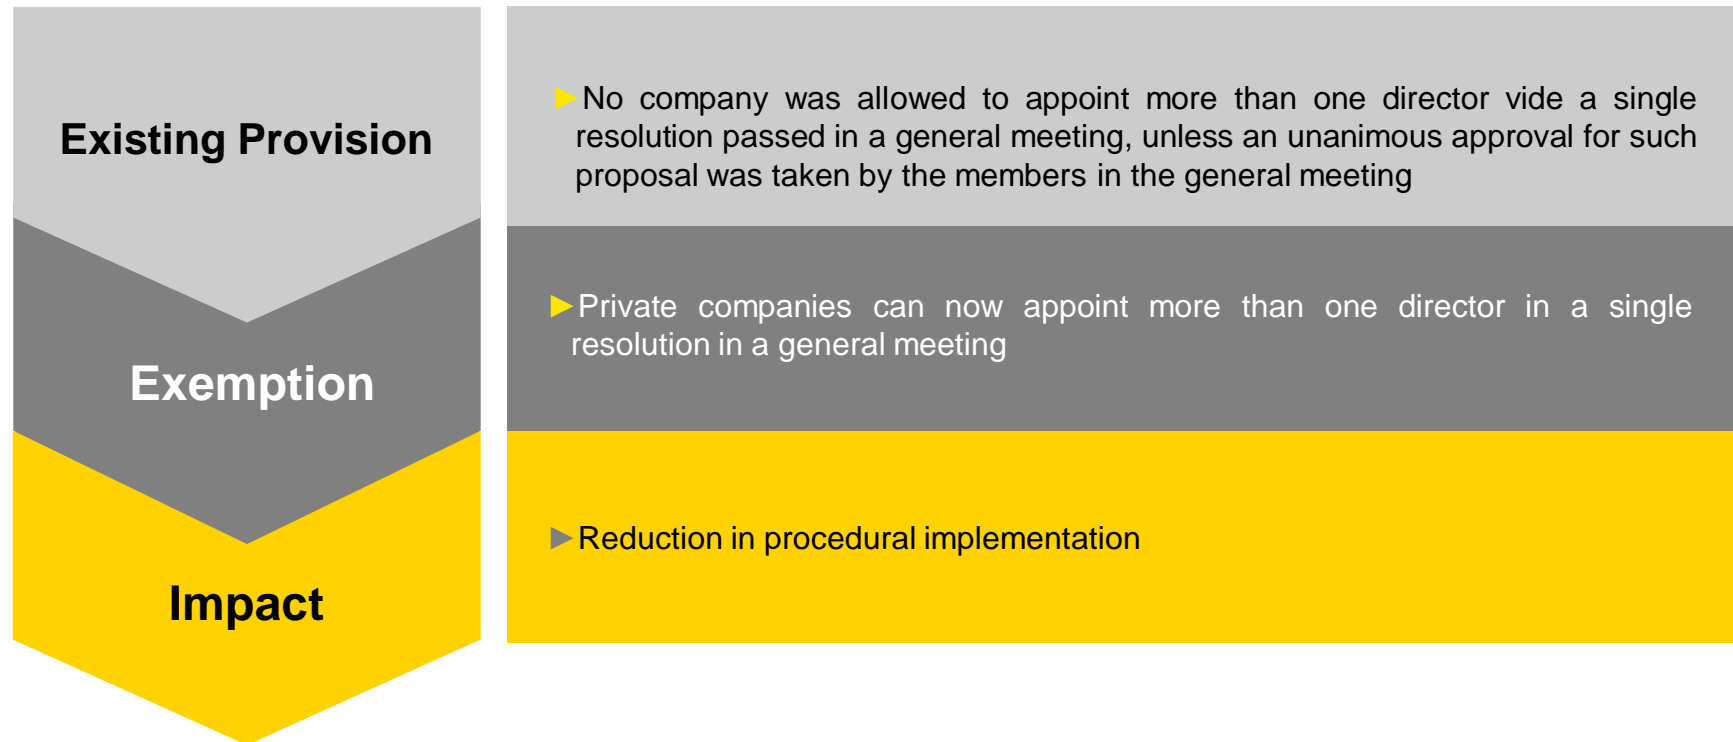 Existing Provision
►No company was allowed to appoint more than one director vide a single
resolution passed in a general meeting, unless an unanimous approval for such
proposal was taken by the members in the general meeting
Exemption
►Private companies can now appoint more than one director in a single
resolution in a general meeting
Impact
►Reduction in procedural implementation